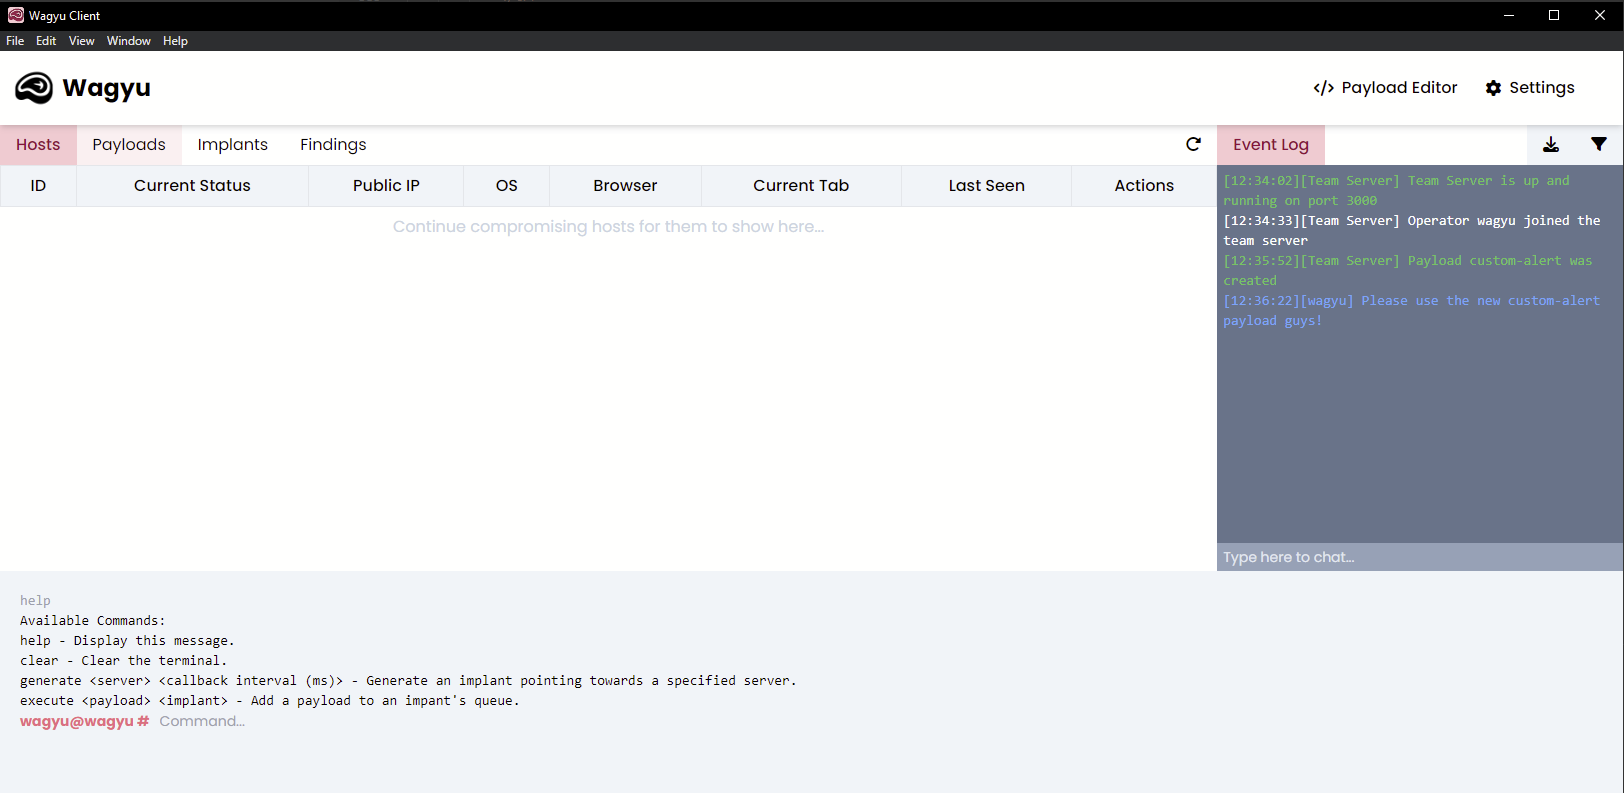 Wagyu Client
File Edit View Window Help
Wagyu
</> Payload Editor Settings
Hosts Payloads Implants Findings
Event Log
ID Current Status Public IP OS Browser Current Tab Last Seen Actions
Continue compromising hosts for them to show here...
[12:34:02][Team Server] Team Server is up and
running on port 3000
[12:34:33][Team Server] Operator wagyu joined the
team server
[12:35:52][Team Server] Payload custom-alert was
created
[12:36:22][wagyu] Please use the new custom-alert
payload guys!
Type here to chat...
help
Available Commands:
help - Display this message.
clear - Clear the terminal.
generate <server> <callback interval (ms)> - Generate an implant pointing towards a specified server.
execute <payload> <implant> - Add a payload to an impant's queue.
wagyu@wagyu # Command...